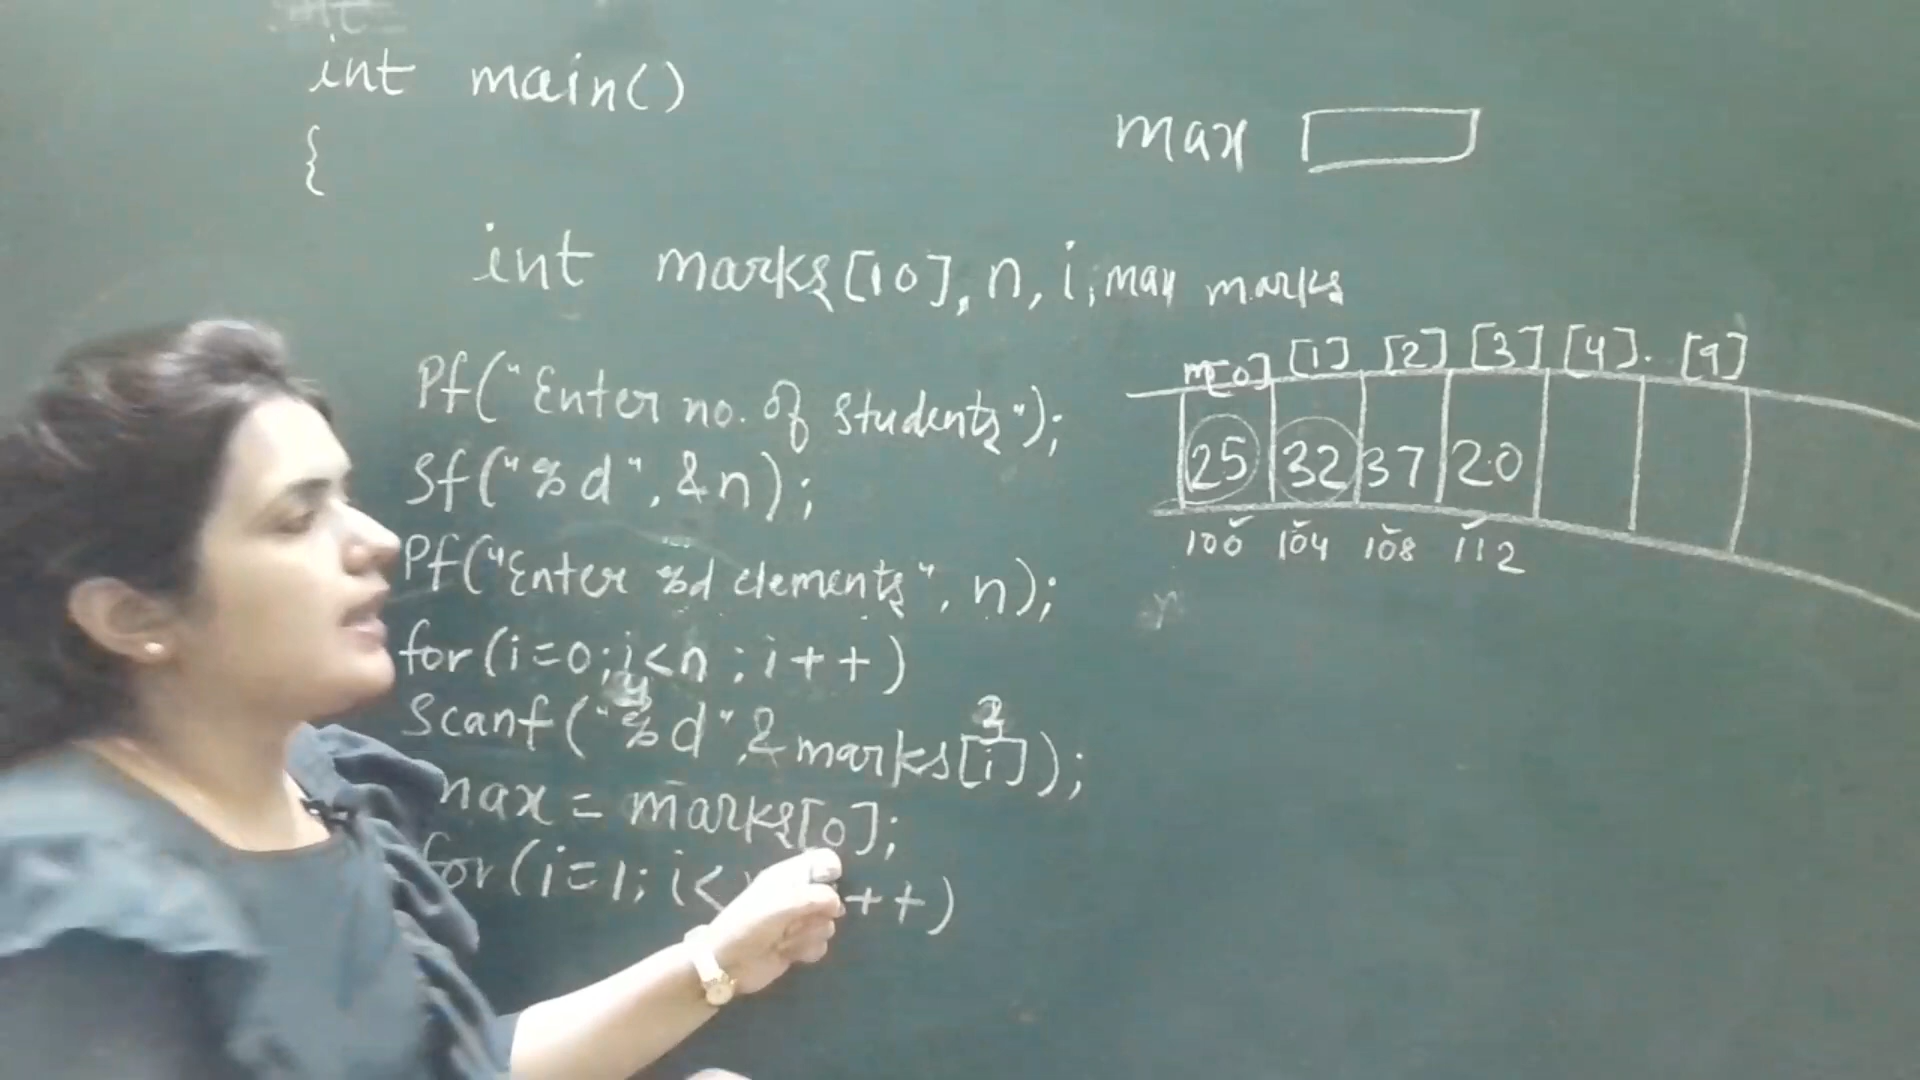 int main()
{
max
int marks[10], n, i, max marks
m[0] [1] [2] [3] [4]. [9]
25 32 37 20
100 104 108 112
Pf("Enter no. of students");
Sf("%d", &n);
Pf("Enter %d elements", n);
for(i=0;i<n ; i++)
4
3
Scanf("%d",&marks[i]);
max = marks[0];
for(i=1; i< ++)